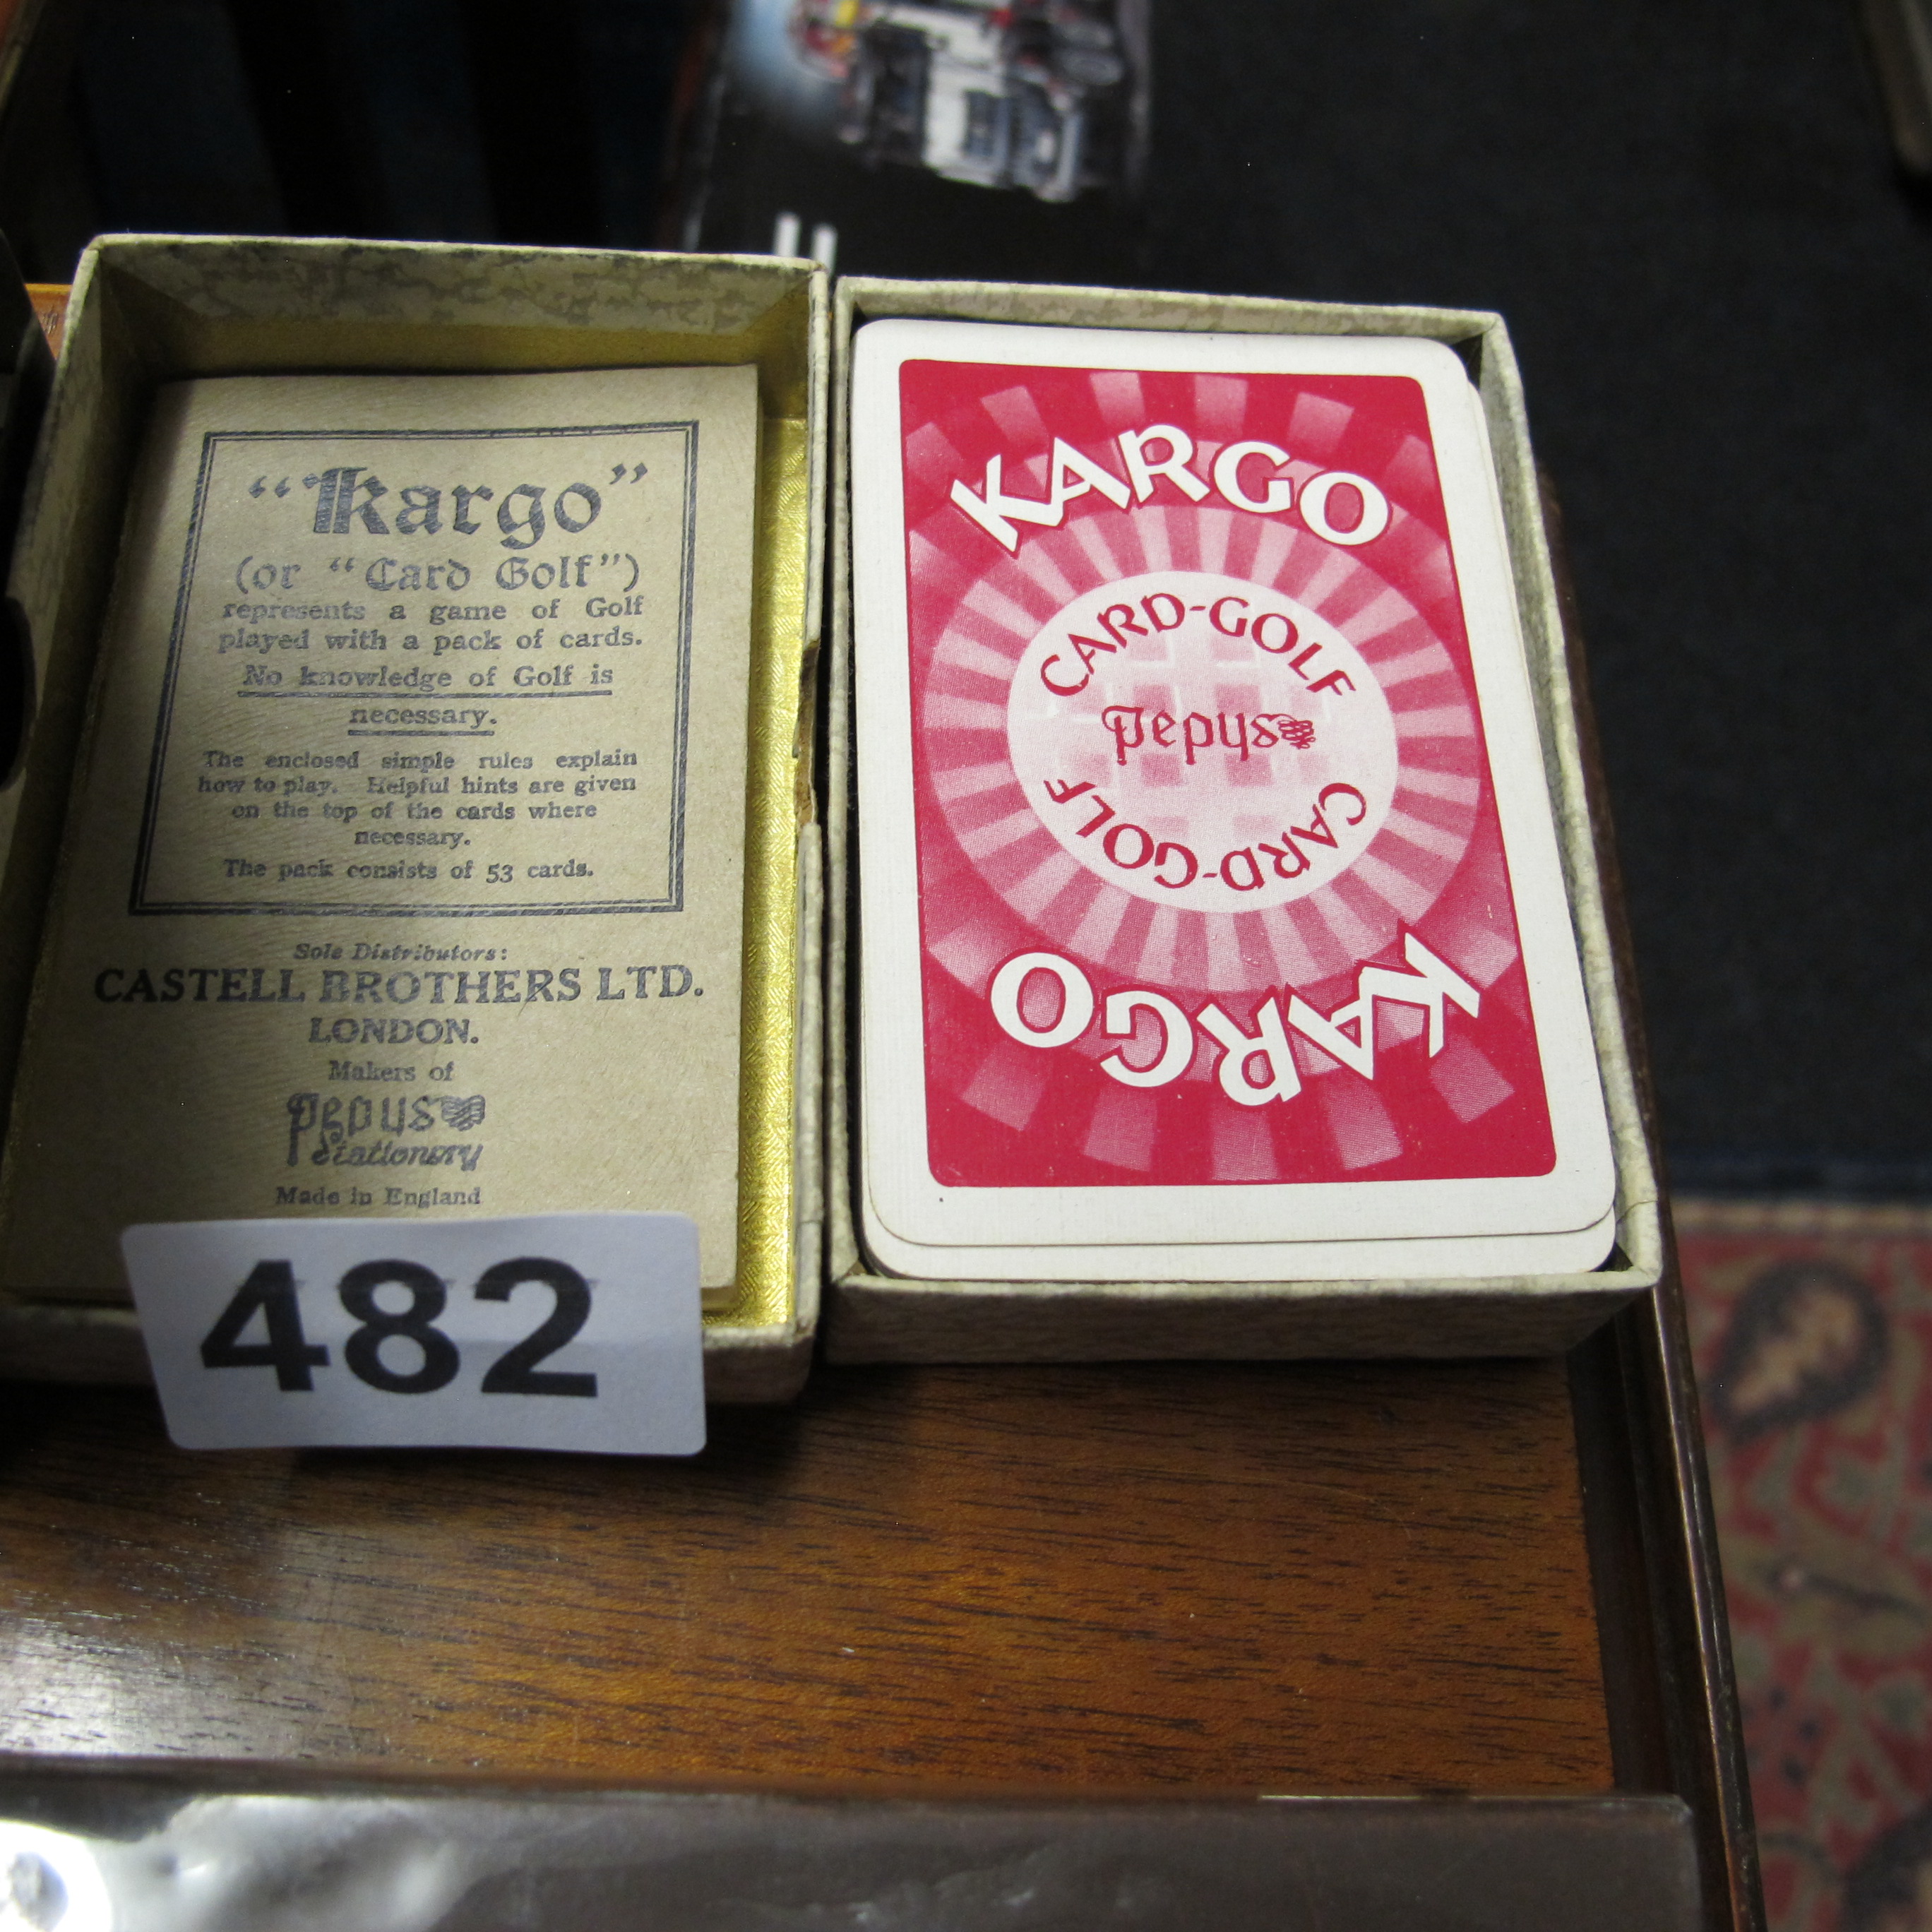 "Kargo"
(or "Card Golf")
represents a game of Golf
played with a pack of cards.
No knowledge of Golf is
necessary.
The enclosed simple rules explain
how to play. Helpful hints are given
on the top of the cards where
necessary.
The pack consists of 53 cards.
Sole Distributors:
CASTELL BROTHERS LTD.
LONDON.
Makers of
Pepys
Stationery
Made in England
482
KARGO
CARD-GOLF
Pepys
CARD-GOLF
KARGO